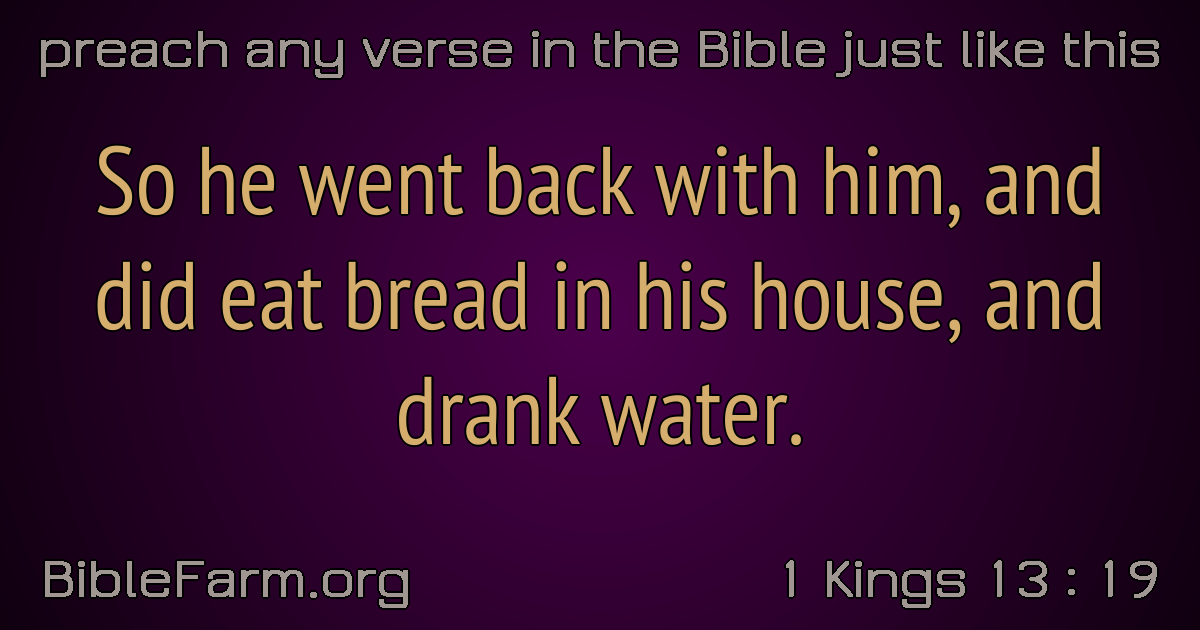 preach any verse in the Bible just like this
So he went back with him, and
did eat bread in his house, and
drank water.
BibleFarm.org
1 Kings 13 : 19